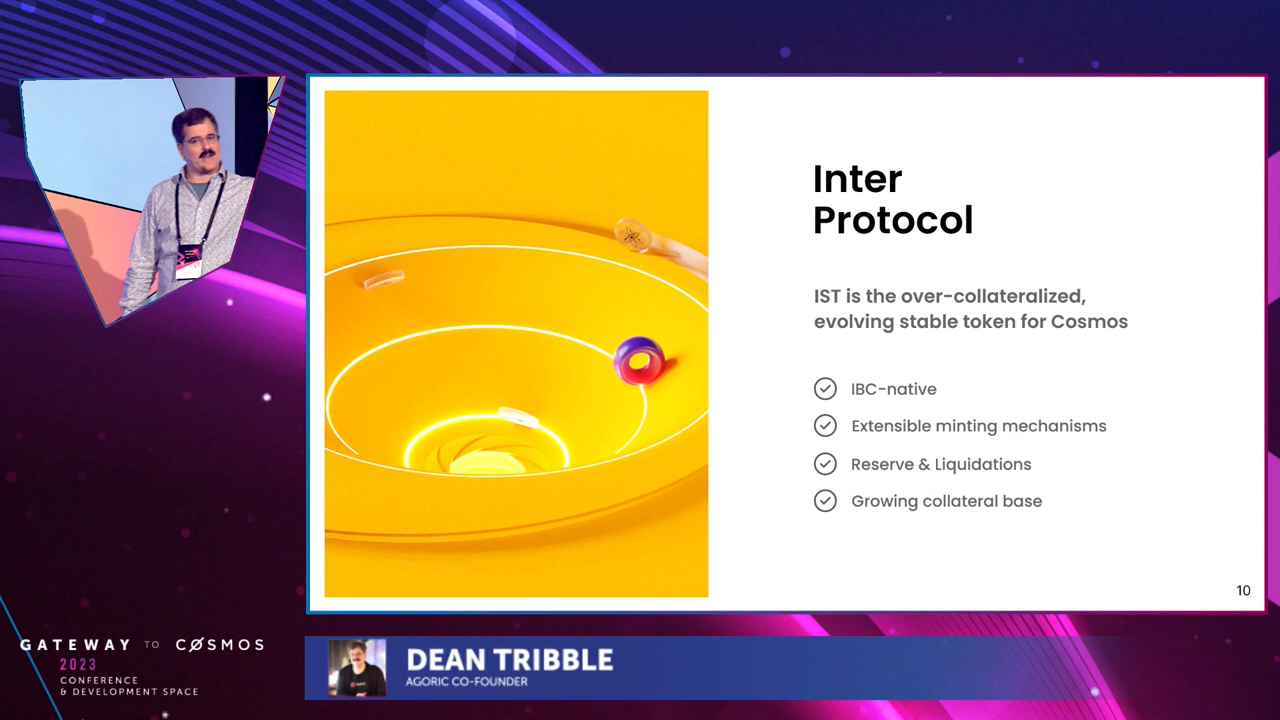 Inter
Protocol
IST is the over-collateralized,
evolving stable token for Cosmos
IBC-native
Extensible minting mechanisms
Reserve & Liquidations
Growing collateral base
10
GATEWAY TO COSMOS
2023
CONFERENCE
& DEVELOPMENT SPACE
DEAN TRIBBLE
AGORIC CO-FOUNDER